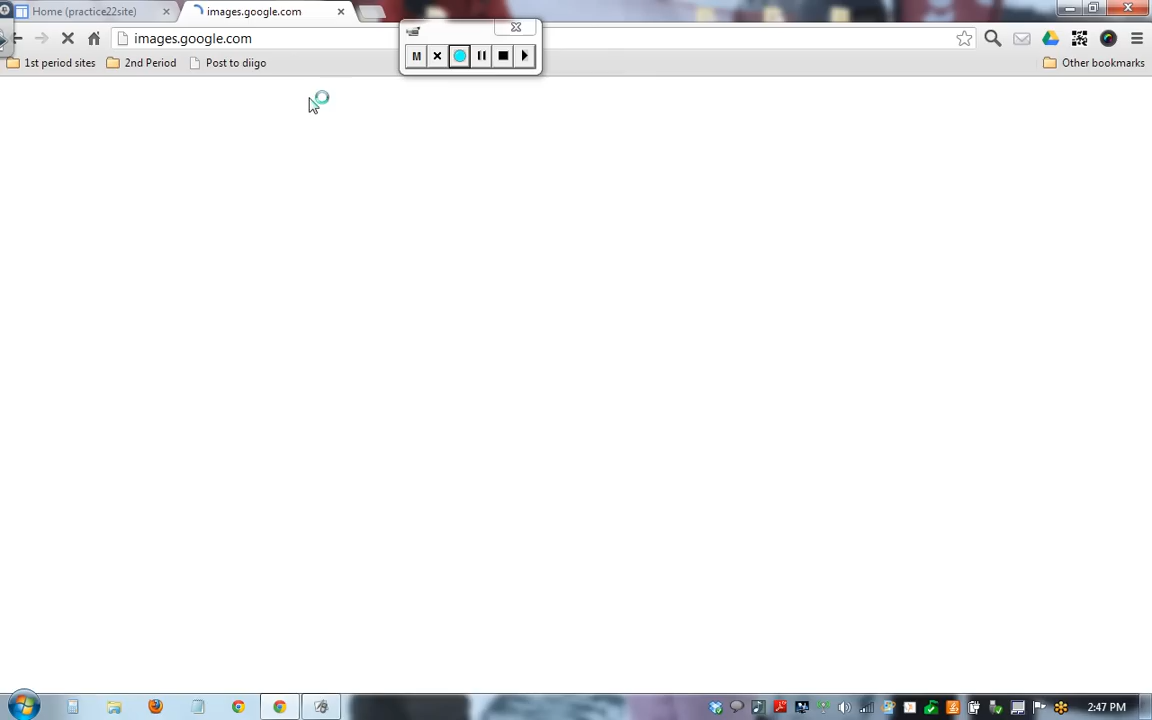 Home (practice22site)
images.google.com
images.google.com
M
1st period sites
2nd Period
Post to diigo
Other bookmarks
2:47 PM